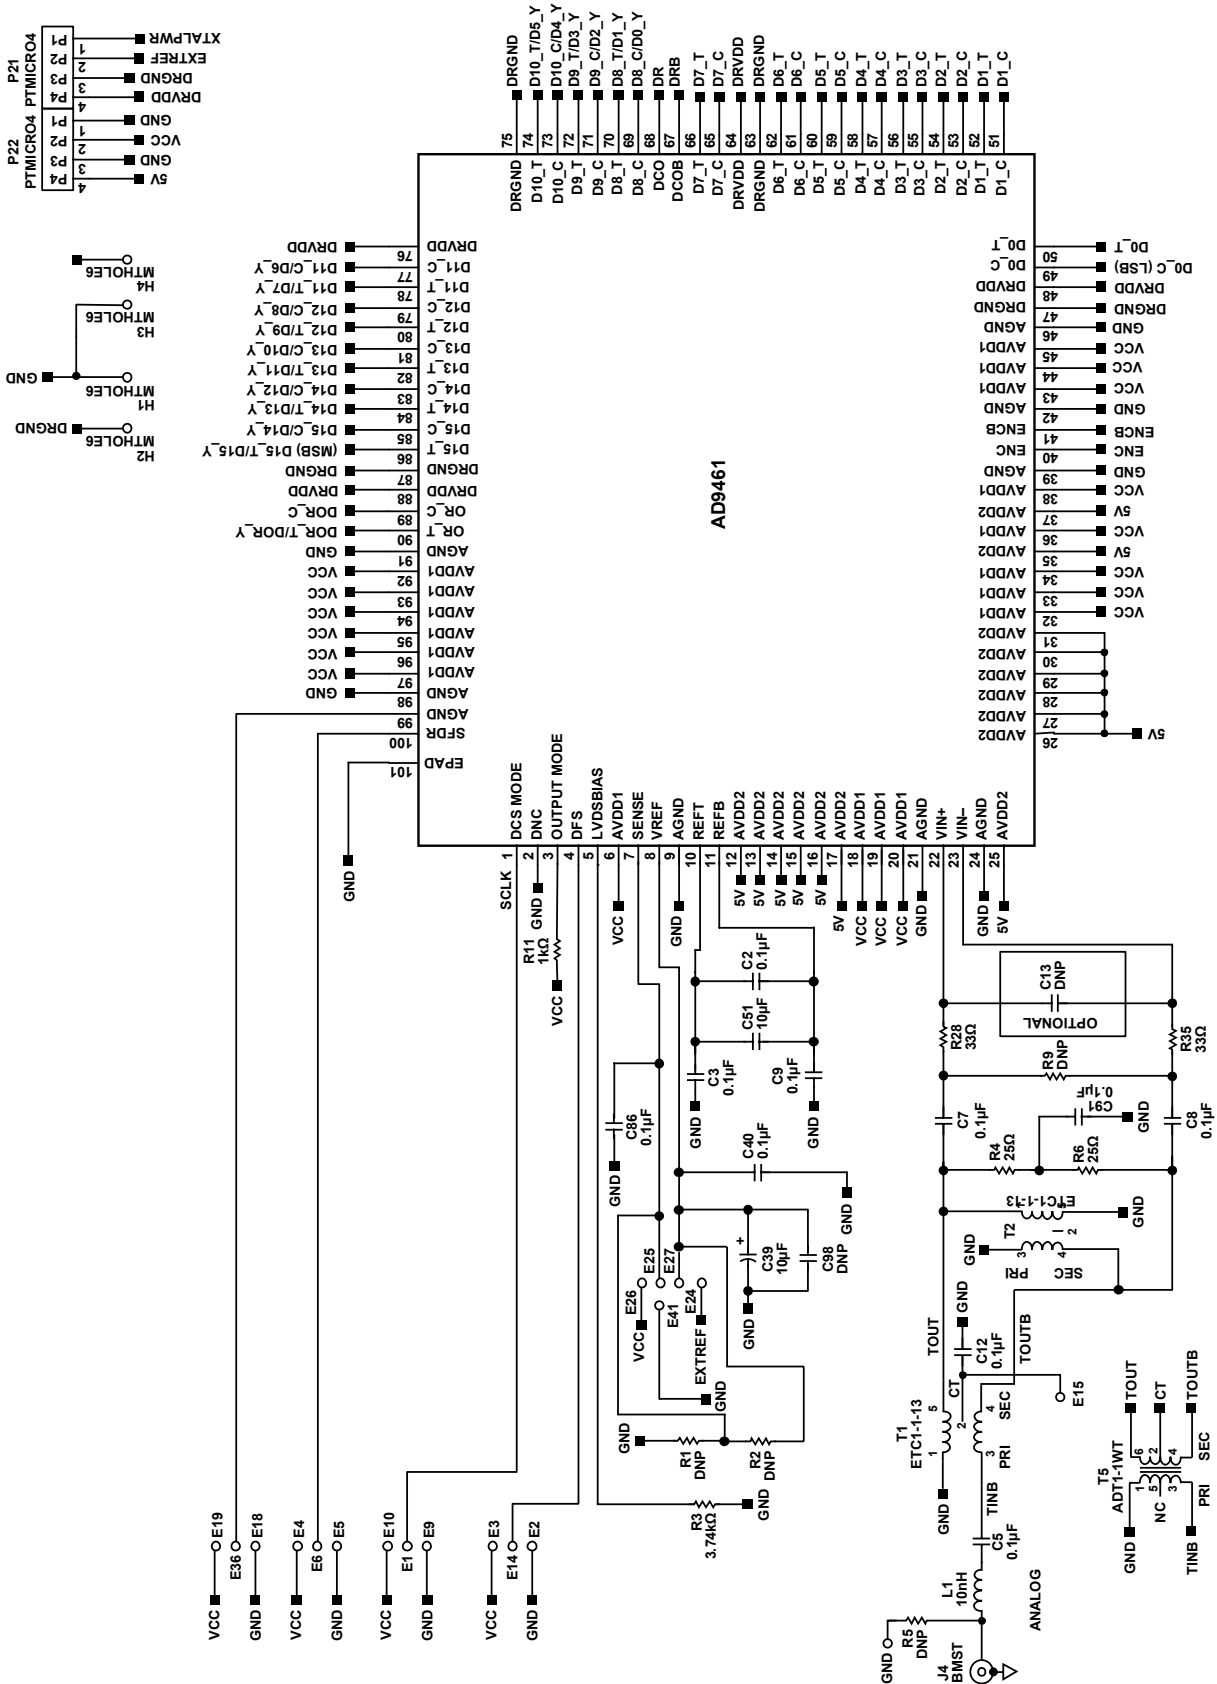 P21
PTMICRO4
P1 1 XTALPWR
P2 2 EXTREF
P3 3 DRGND
P4 4 DRVDD
P22
PTMICRO4
P1 1 GND
P2 2 VCC
P3 3 GND
P4 4 5V
H4
MTHOLE6
H3
MTHOLE6
H1
MTHOLE6
H2
MTHOLE6
GND
DRGND
AD9461
DRGND 75 DRGND
D10_T 74 D10_T/D5_Y
D10_C 73 D10_C/D4_Y
D9_T 72 D9_T/D3_Y
D9_C 71 D9_C/D2_Y
D8_T 70 D8_T/D1_Y
D8_C 69 D8_C/D0_Y
DCO 68 DR
DCOB 67 DRB
D7_T 66 D7_T
D7_C 65 D7_C
DRVDD 64 DRVDD
DRGND 63 DRGND
D6_T 62 D6_T
D6_C 61 D6_C
D5_T 60 D5_T
D5_C 59 D5_C
D4_T 58 D4_T
D4_C 57 D4_C
D3_T 56 D3_T
D3_C 55 D3_C
D2_T 54 D2_T
D2_C 53 D2_C
D1_T 52 D1_T
D1_C 51 D1_C
DRVDD 76 DRVDD
D11_C/D6_Y 77 D11_C
D11_T/D7_Y 78 D11_T
D12_C/D8_Y 79 D12_C
D12_T/D9_Y 80 D12_T
D13_C/D10_Y 81 D13_C
D13_T/D11_Y 82 D13_T
D14_C/D12_Y 83 D14_C
D14_T/D13_Y 84 D14_T
D15_C/D14_Y 85 D15_C
(MSB) D15_T/D15_Y 86 D15_T
DRGND 87 DRGND
DRVDD 88 DRVDD
DOR_C 89 OR_C
DOR_T/DOR_Y 90 OR_T
GND 91 AGND
VCC 92 AVDD1
VCC 93 AVDD1
VCC 94 AVDD1
VCC 95 AVDD1
VCC 96 AVDD1
VCC 97 AVDD1
GND 98 AGND
99 AGND
100 SFDR
101 EPAD
GND
D0_T 50 D0_T
D0_C 49 D0_C (LSB)
DRVDD 48 DRVDD
DRGND 47 DRGND
AGND 46 GND
AVDD1 45 VCC
AVDD1 44 VCC
AVDD1 43 VCC
AGND 42 GND
ENCB 41 ENCB
ENC 40 ENC
AGND 39 GND
AVDD1 38 VCC
AVDD2 37 5V
AVDD1 36 VCC
AVDD2 35 5V
AVDD1 34 VCC
AVDD1 33 VCC
AVDD1 32 VCC
AVDD2 31
AVDD2 30
AVDD2 29
AVDD2 28
AVDD2 27
AVDD2 26
5V
DCS MODE 1 SCLK
DNC 2 GND
OUTPUT MODE 3
DFS 4
LVDSBIAS 5
AVDD1 6 VCC
SENSE 7
VREF 8
AGND 9 GND
REFT 10
REFB 11
AVDD2 12 5V
AVDD2 13 5V
AVDD2 14 5V
AVDD2 15 5V
AVDD2 16 5V
AVDD2 17 5V
AVDD1 18 VCC
AVDD1 19 VCC
AVDD1 20 VCC
AGND 21 GND
VIN+ 22
VIN– 23
AGND 24 GND
AVDD2 25 5V
R11
1kΩ
VCC
C2
0.1µF
C51
10µF
C3
0.1µF
GND
C9
0.1µF
GND
C86
0.1µF
GND
C40
0.1µF
GND
C39
10µF
+
C98
DNP
GND
E25
E26
VCC
E27
E41
E24
EXTREF
GND
GND
R1
DNP
R2
DNP
R3
3.74kΩ
GND
C13
DNP
OPTIONAL
R28
33Ω
R35
33Ω
R9
DNP
C7
0.1µF
C91
0.1µF
GND
C8
0.1µF
R4
25Ω
R6
25Ω
ETC1-1-13
T2
GND
GND
3
4
2
PRI
SEC
TOUT
TOUTB
GND
C12
0.1µF
CT
E15
T1
ETC1-1-13
1 5
2
3 4
PRI SEC
GND
TINB
C5
0.1µF
L1
10nH
ANALOG
R5
DNP
GND
J4
BMST
T5
ADT1-1WT
1 6
5 2
3 4
NC
GND
TINB
PRI
SEC
TOUT
CT
TOUTB
VCC E19
E36
GND E18
VCC E4
E6
GND E5
VCC E10
E1
GND E9
VCC E3
E14
GND E2